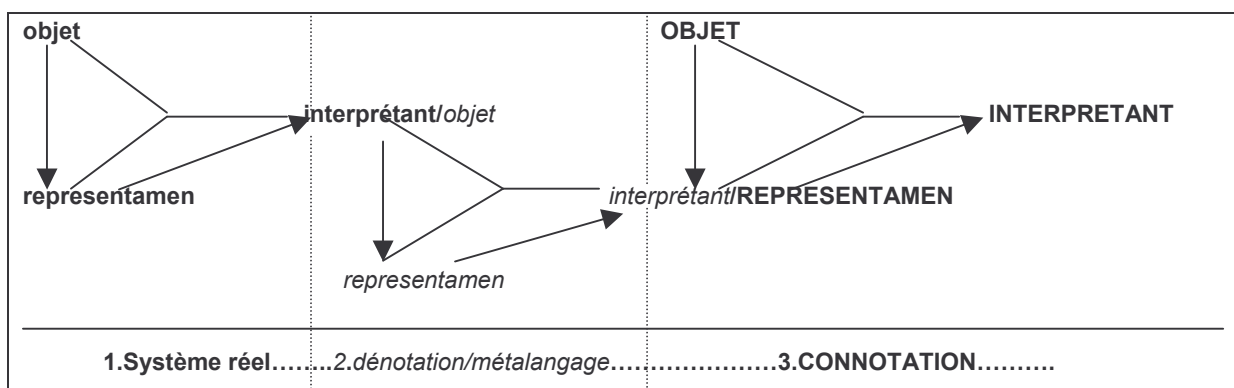 objet OBJET
interprétant/objet INTERPRETANT
representamen interprétant/REPRESENTAMEN
representamen
1.Système réel……..2.dénotation/métalangage…………………3.CONNOTATION……….